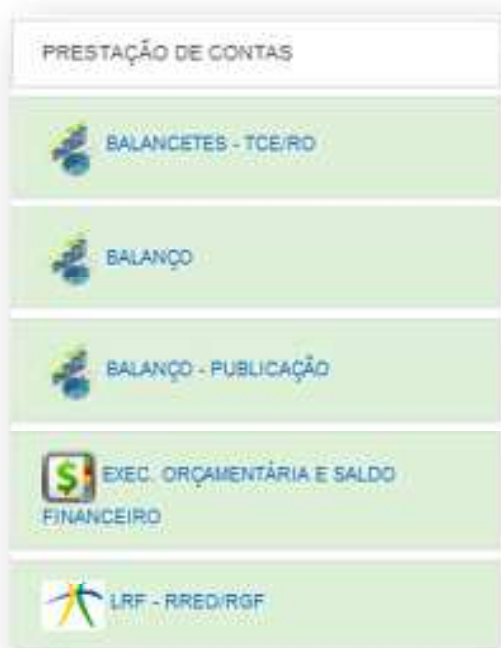 PRESTAÇÃO DE CONTAS
BALANCETES - TCE/RO
BALANÇO
BALANÇO - PUBLICAÇÃO
EXEC. ORÇAMENTÁRIA E SALDO
FINANCEIRO
LRF - RREO/RGF